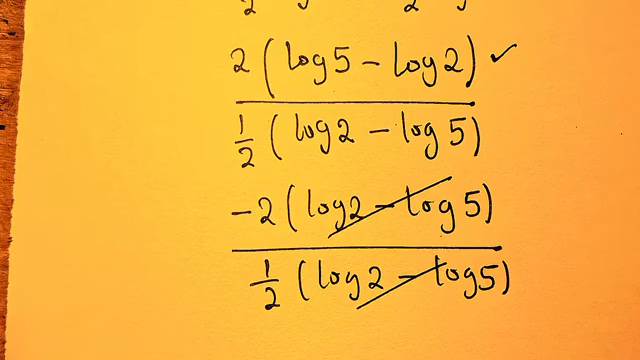 2 (log5 - log2) ✓
1/2 (log2 - log5)
-2 (log2 - log5)
1/2 (log2 - log5)